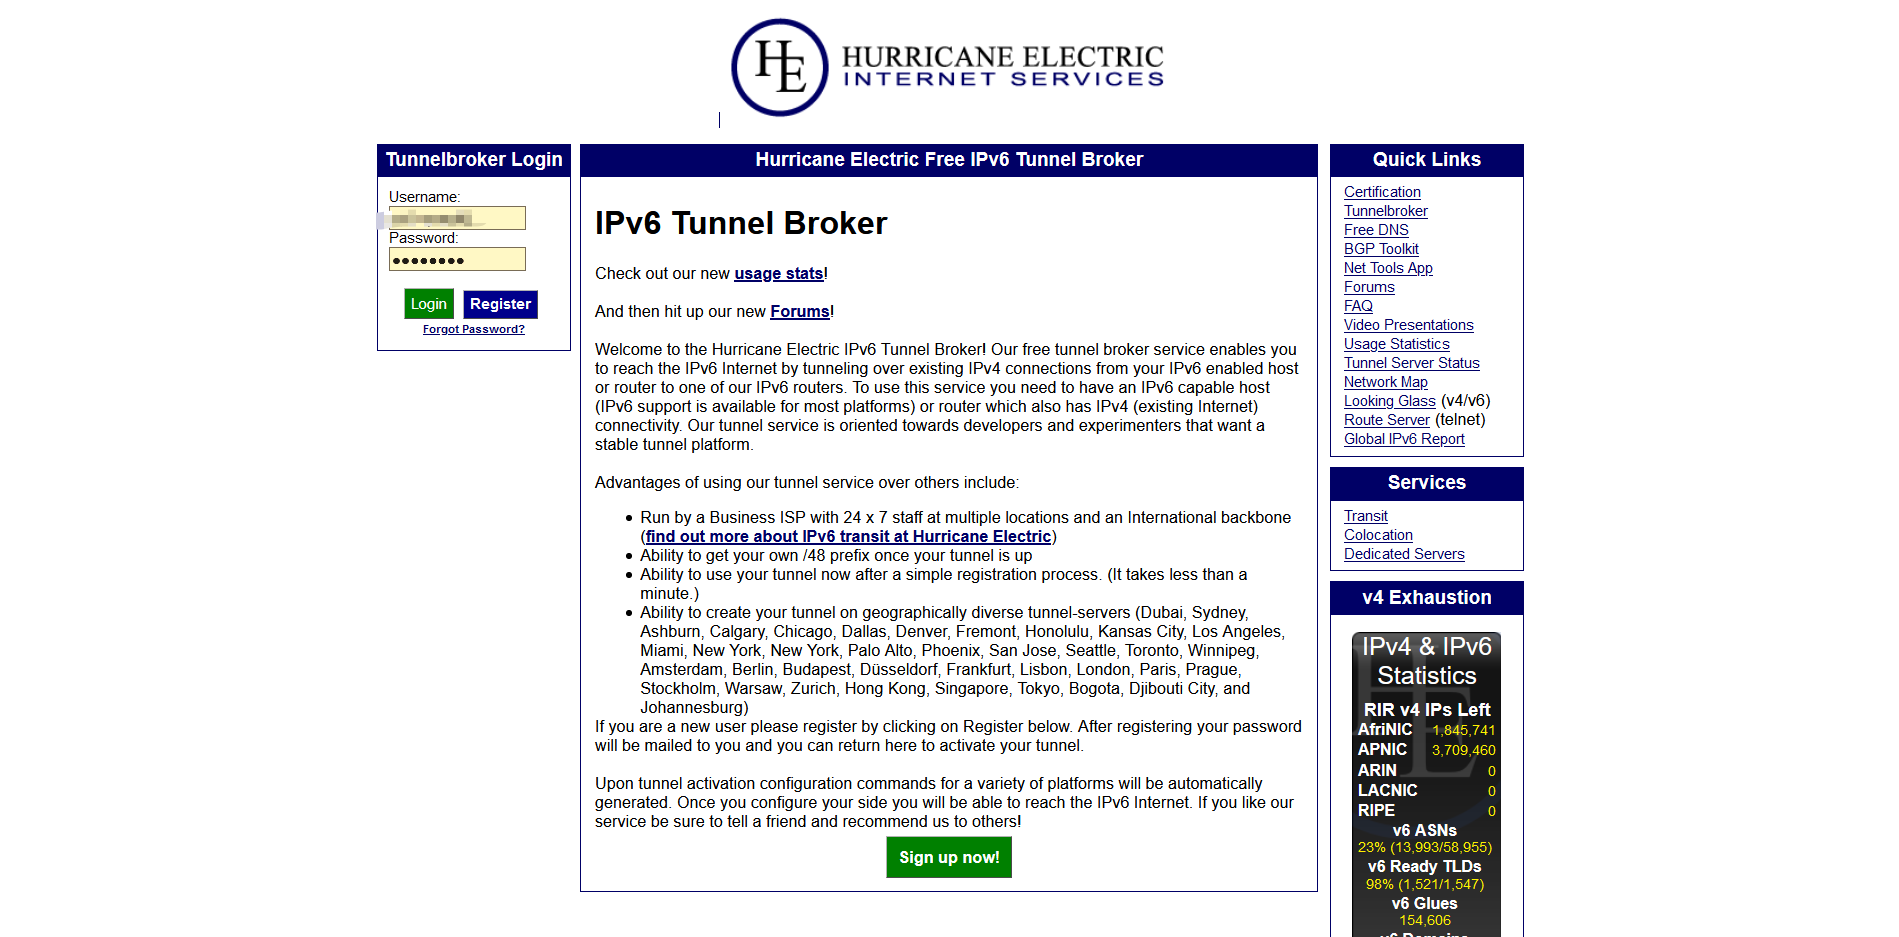 HE HURRICANE ELECTRIC
INTERNET SERVICES
Tunnelbroker Login
Username:
Password:
Login Register
Forgot Password?
Hurricane Electric Free IPv6 Tunnel Broker
IPv6 Tunnel Broker
Check out our new usage stats!
And then hit up our new Forums!
Welcome to the Hurricane Electric IPv6 Tunnel Broker! Our free tunnel broker service enables you
to reach the IPv6 Internet by tunneling over existing IPv4 connections from your IPv6 enabled host
or router to one of our IPv6 routers. To use this service you need to have an IPv6 capable host
(IPv6 support is available for most platforms) or router which also has IPv4 (existing Internet)
connectivity. Our tunnel service is oriented towards developers and experimenters that want a
stable tunnel platform.
Advantages of using our tunnel service over others include:
• Run by a Business ISP with 24 x 7 staff at multiple locations and an International backbone
(find out more about IPv6 transit at Hurricane Electric)
• Ability to get your own /48 prefix once your tunnel is up
• Ability to use your tunnel now after a simple registration process. (It takes less than a
minute.)
• Ability to create your tunnel on geographically diverse tunnel-servers (Dubai, Sydney,
Ashburn, Calgary, Chicago, Dallas, Denver, Fremont, Honolulu, Kansas City, Los Angeles,
Miami, New York, New York, Palo Alto, Phoenix, San Jose, Seattle, Toronto, Winnipeg,
Amsterdam, Berlin, Budapest, Düsseldorf, Frankfurt, Lisbon, London, Paris, Prague,
Stockholm, Warsaw, Zurich, Hong Kong, Singapore, Tokyo, Bogota, Djibouti City, and
Johannesburg)
If you are a new user please register by clicking on Register below. After registering your password
will be mailed to you and you can return here to activate your tunnel.
Upon tunnel activation configuration commands for a variety of platforms will be automatically
generated. Once you configure your side you will be able to reach the IPv6 Internet. If you like our
service be sure to tell a friend and recommend us to others!
Sign up now!
Quick Links
Certification
Tunnelbroker
Free DNS
BGP Toolkit
Net Tools App
Forums
FAQ
Video Presentations
Usage Statistics
Tunnel Server Status
Network Map
Looking Glass (v4/v6)
Route Server (telnet)
Global IPv6 Report
Services
Transit
Colocation
Dedicated Servers
v4 Exhaustion
IPv4 & IPv6
Statistics
RIR v4 IPs Left
AfriNIC 1,845,741
APNIC 3,709,460
ARIN 0
LACNIC 0
RIPE 0
v6 ASNs
23% (13,993/58,955)
v6 Ready TLDs
98% (1,521/1,547)
v6 Glues
154,606